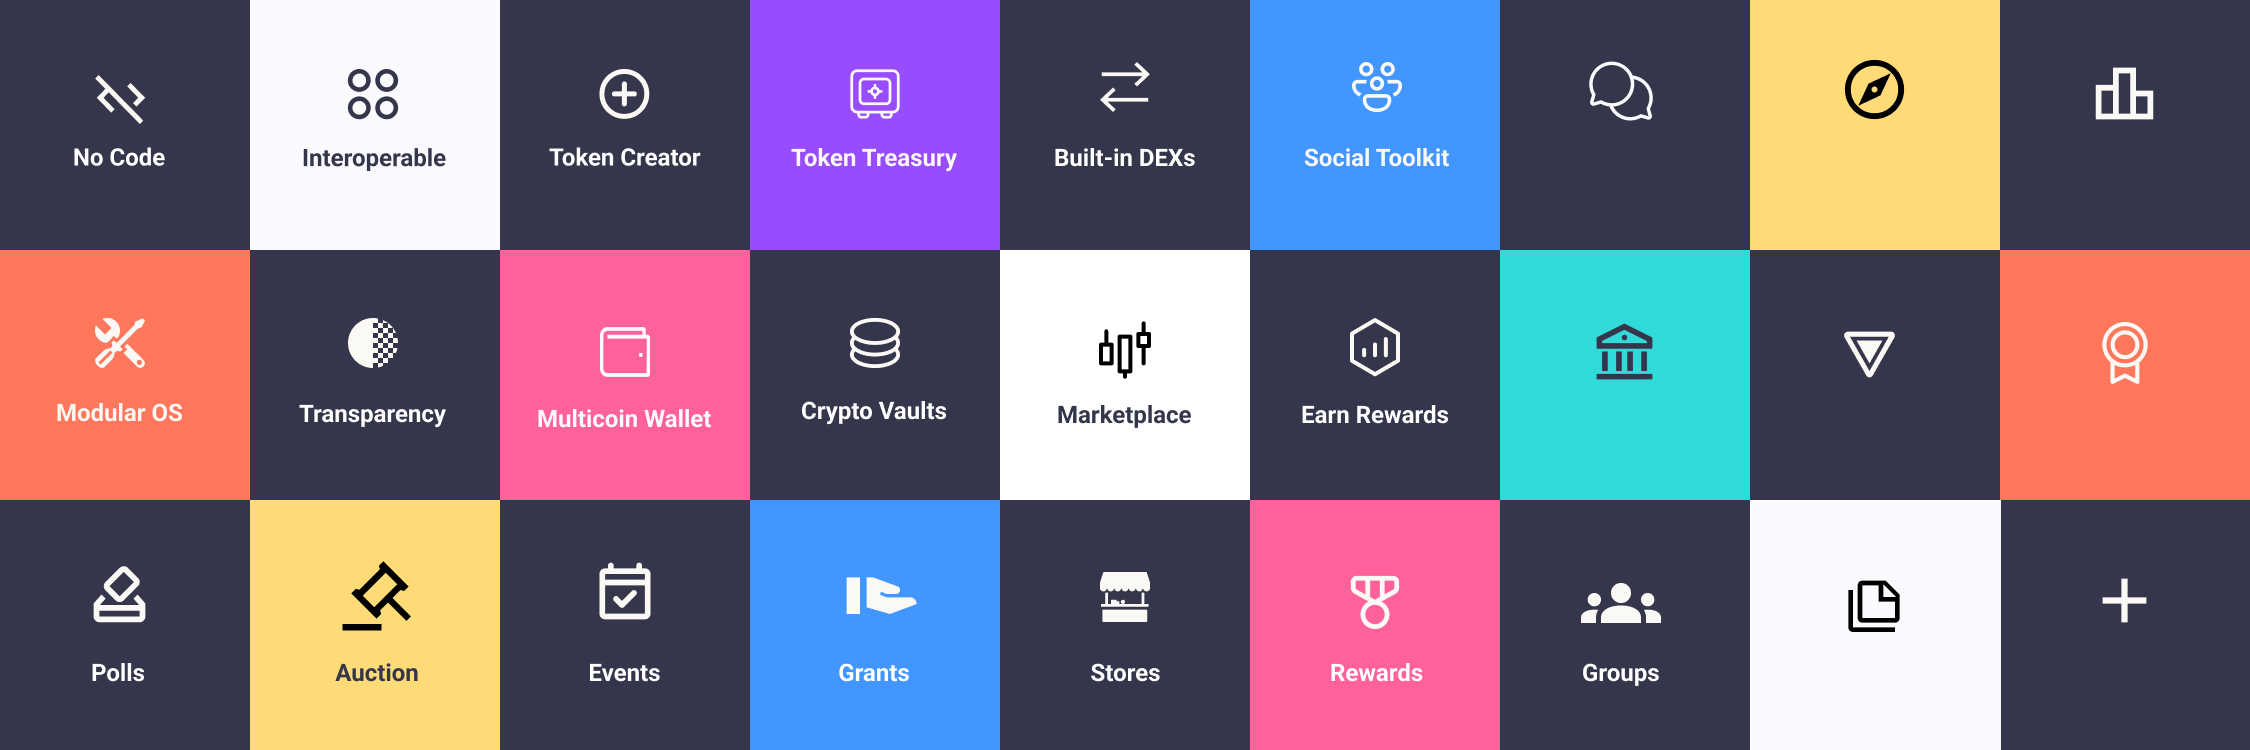 No Code
Interoperable
Token Creator
Token Treasury
Built-in DEXs
Social Toolkit
Modular OS
Transparency
Multicoin Wallet
Crypto Vaults
Marketplace
Earn Rewards
Polls
Auction
Events
Grants
Stores
Rewards
Groups